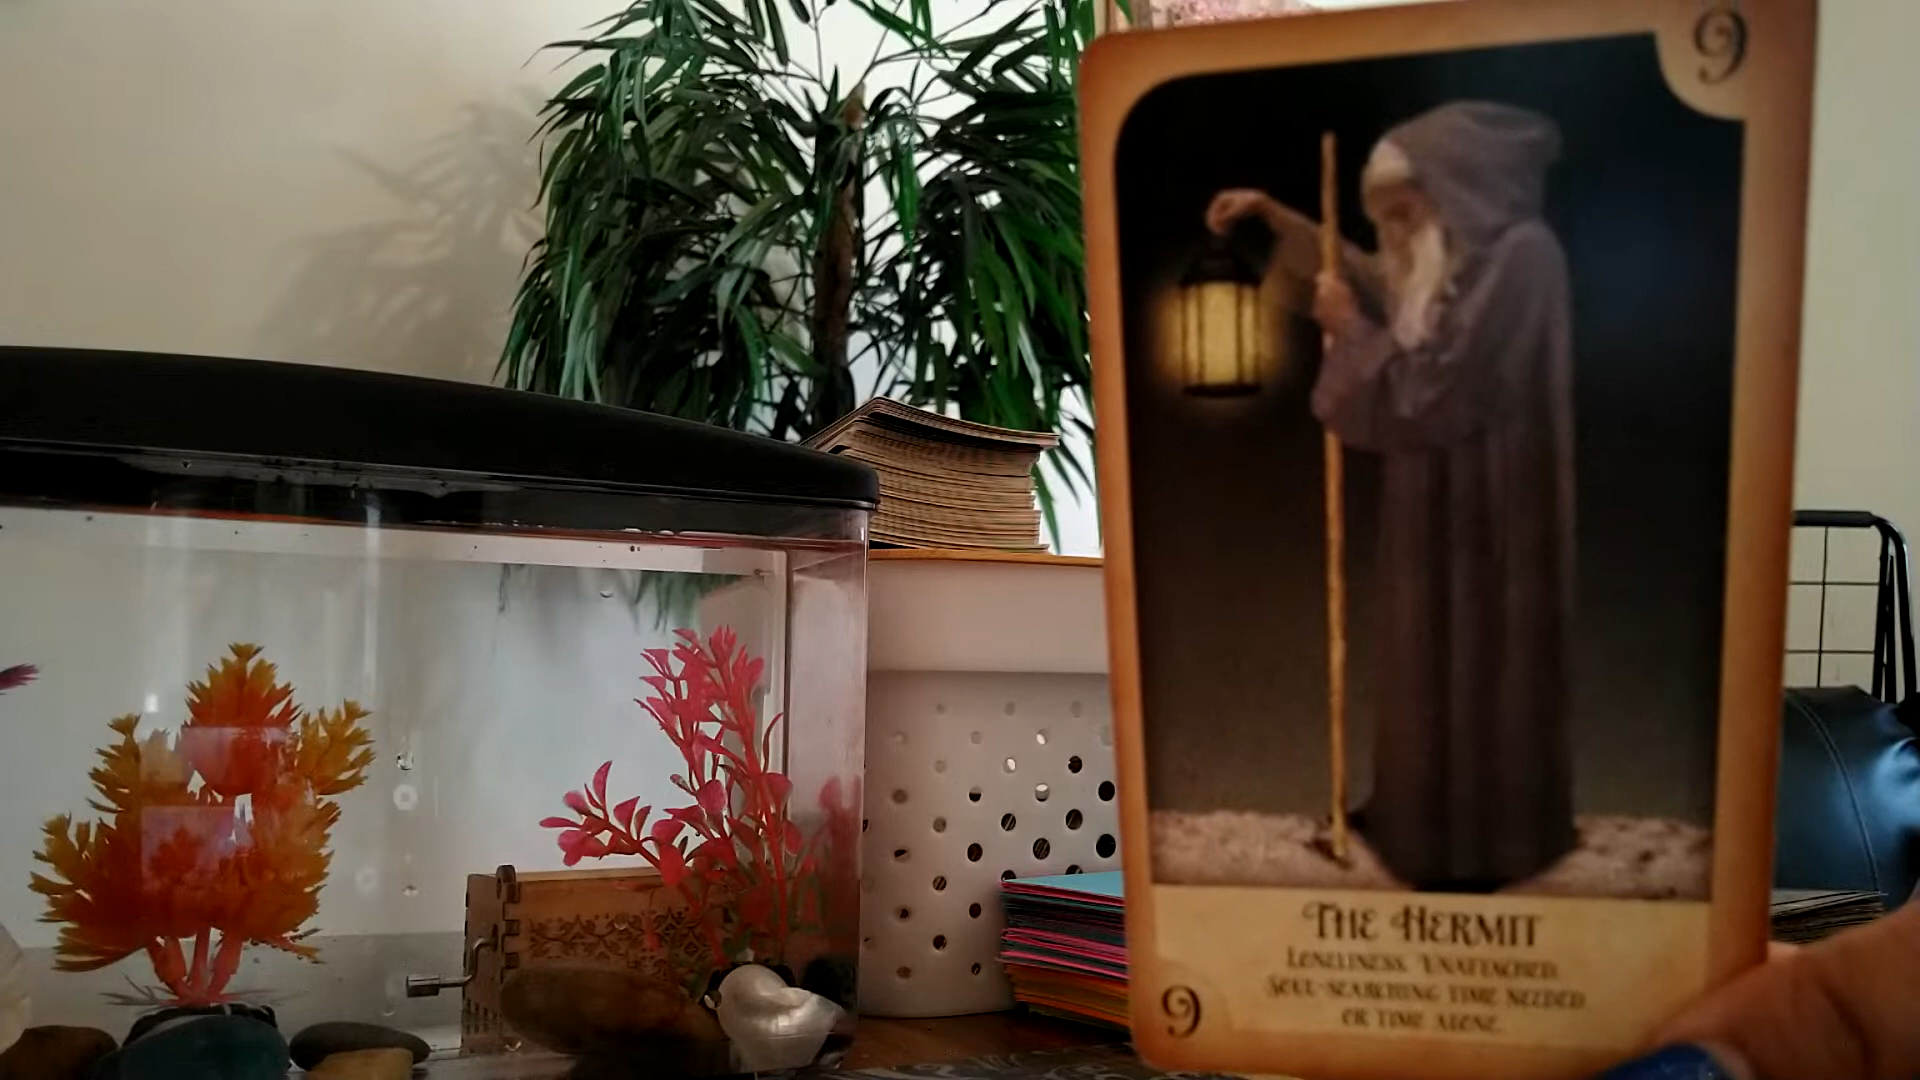 9
THE HERMIT
LONELINESS. UNATTACHED.
SOUL-SEARCHING TIME NEEDED
OR TIME ALONE.
9